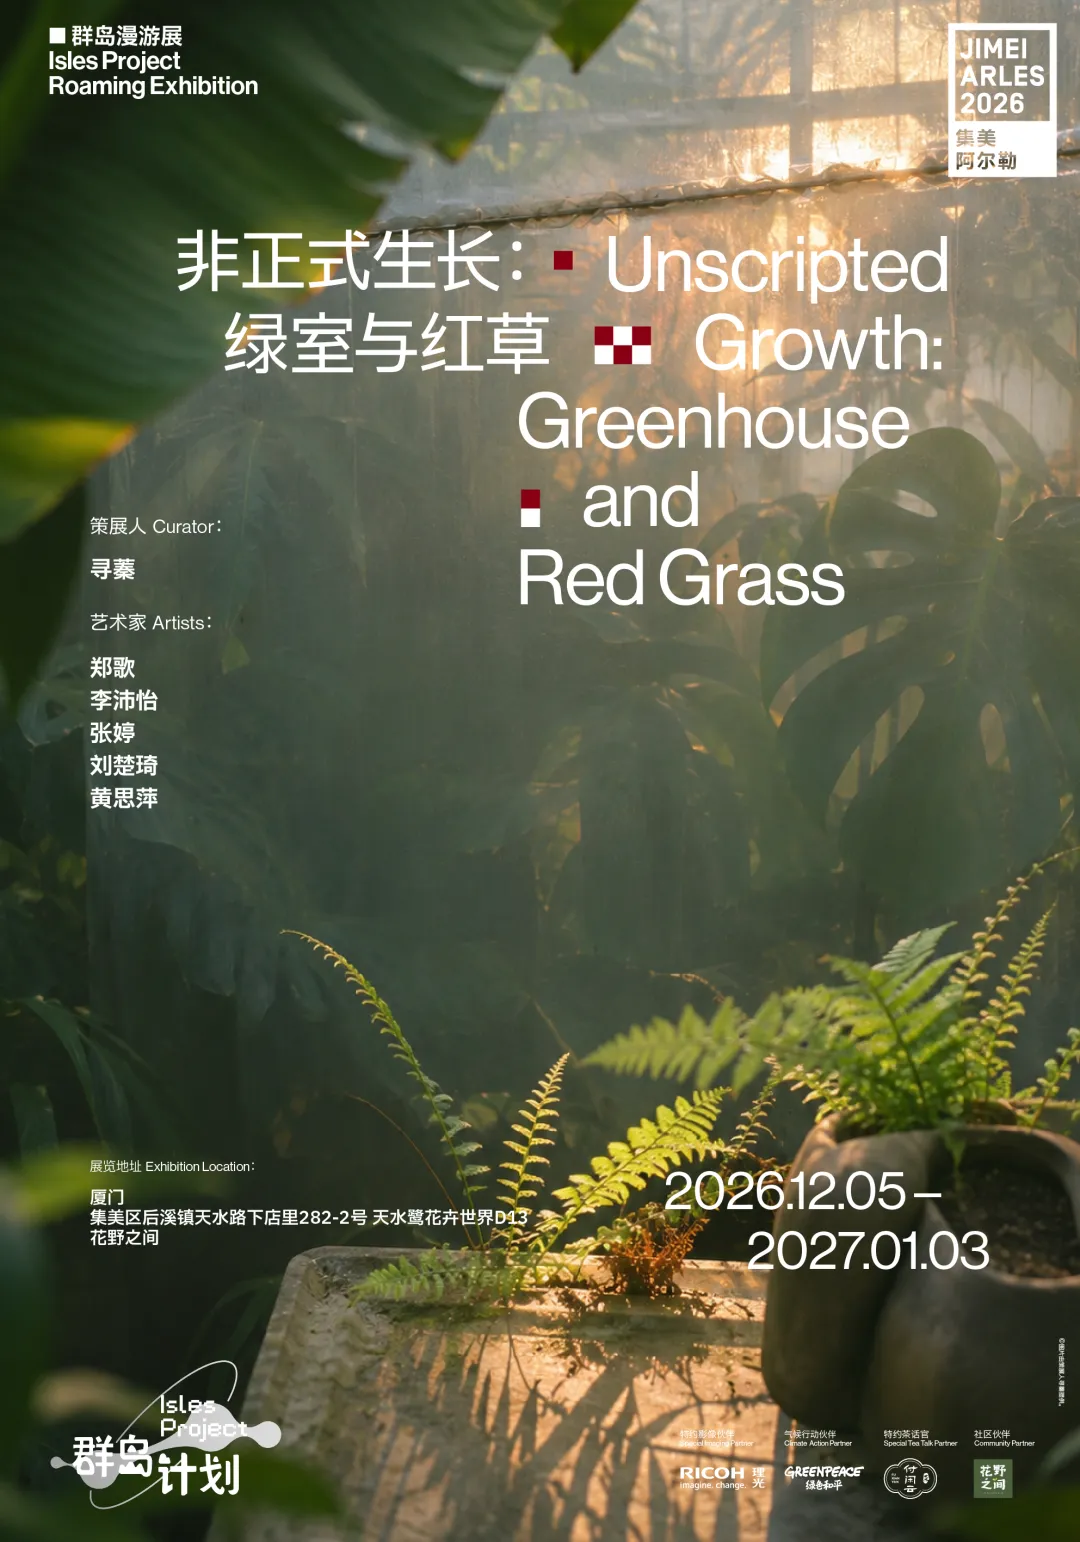 群岛漫游展
Isles Project
Roaming Exhibition
JIMEI
ARLES
2026
集美
阿尔勒
非正式生长：
绿室与红草
Unscripted
Growth:
Greenhouse
and
Red Grass
策展人 Curator：
寻蓁
艺术家 Artists：
郑歌
李沛怡
张婷
刘楚琦
黄思萍
展览地址 Exhibition Location：
厦门
集美区后溪镇天水路下店里282-2号 天水鹭花卉世界D13
花野之间
2026.12.05 –
2027.01.03
Isles
Project
群岛
计划
特约影像伙伴
Special Imaging Partner
RICOH 理光
imagine. change.
气候行动伙伴
Climate Action Partner
GREENPEACE
绿色和平
特约茶话官
Special Tea Talk Partner
社区伙伴
Community Partner
花野
之间